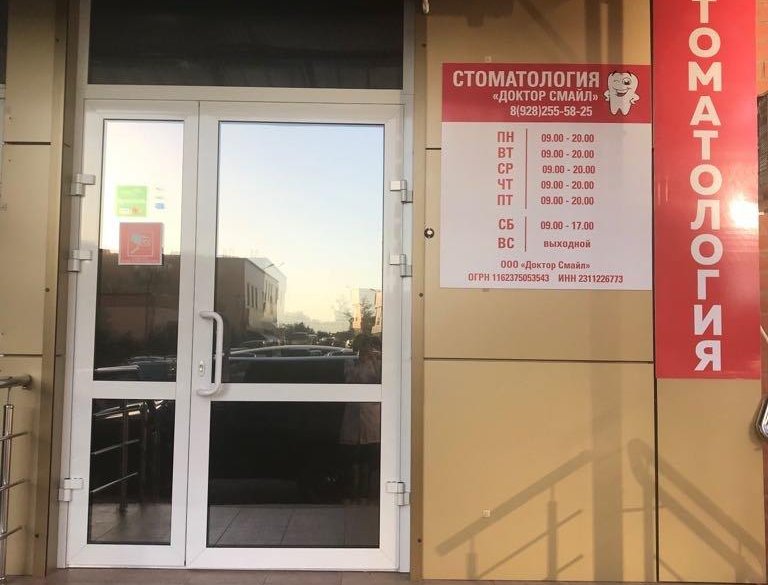 СТОМАТОЛОГИЯ
«ДОКТОР СМАЙЛ»
8(928)255-58-25
ПН 09.00 - 20.00
ВТ 09.00 - 20.00
СР 09.00 - 20.00
ЧТ 09.00 - 20.00
ПТ 09.00 - 20.00
СБ 09.00 - 17.00
ВС выходной
ООО «Доктор Смайл»
ОГРН 1162375053543 ИНН 2311226773
ТОМАТОЛОГИЯ